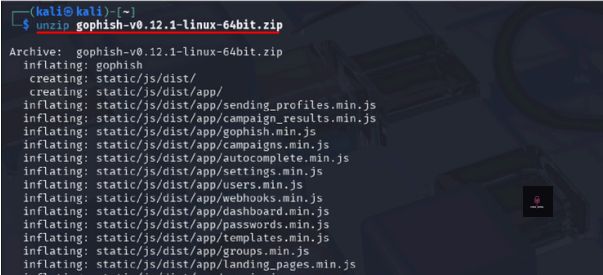 ┌──(kali㉿kali)-[~]
└─$ unzip gophish-v0.12.1-linux-64bit.zip
Archive:  gophish-v0.12.1-linux-64bit.zip
  inflating: gophish
   creating: static/js/dist/
   creating: static/js/dist/app/
  inflating: static/js/dist/app/sending_profiles.min.js
  inflating: static/js/dist/app/campaign_results.min.js
  inflating: static/js/dist/app/gophish.min.js
  inflating: static/js/dist/app/campaigns.min.js
  inflating: static/js/dist/app/autocomplete.min.js
  inflating: static/js/dist/app/settings.min.js
  inflating: static/js/dist/app/users.min.js
  inflating: static/js/dist/app/webhooks.min.js
  inflating: static/js/dist/app/dashboard.min.js
  inflating: static/js/dist/app/passwords.min.js
  inflating: static/js/dist/app/templates.min.js
  inflating: static/js/dist/app/groups.min.js
  inflating: static/js/dist/app/landing_pages.min.js